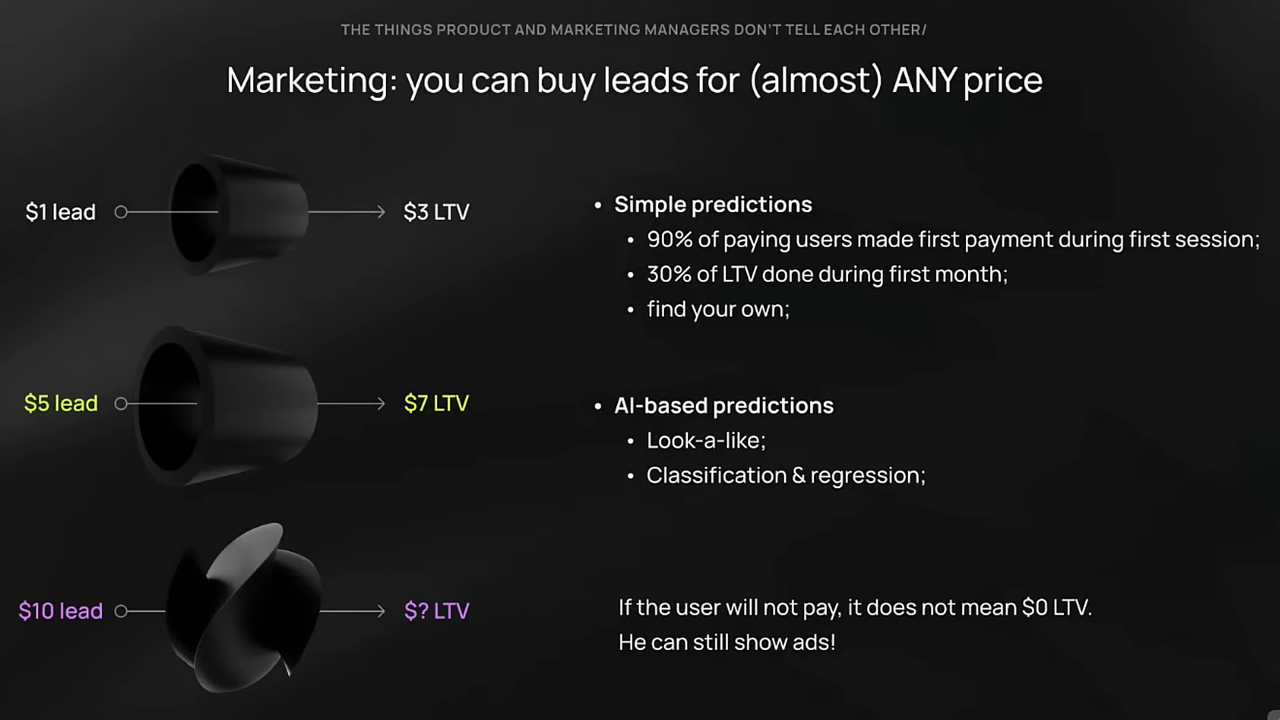 THE THINGS PRODUCT AND MARKETING MANAGERS DON'T TELL EACH OTHER/
Marketing: you can buy leads for (almost) ANY price
$1 lead
$3 LTV
$5 lead
$7 LTV
$10 lead
$? LTV
• Simple predictions
• 90% of paying users made first payment during first session;
• 30% of LTV done during first month;
• find your own;
• AI-based predictions
• Look-a-like;
• Classification & regression;
If the user will not pay, it does not mean $0 LTV.
He can still show ads!